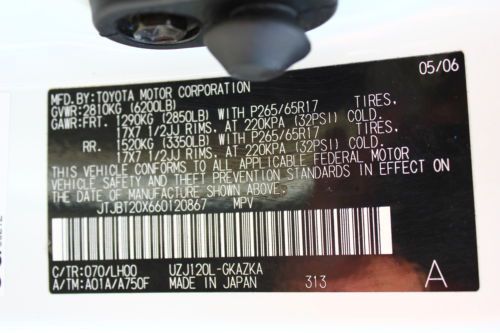 05/06
MFD. BY: TOYOTA MOTOR CORPORATION
GVWR: 2810KG (6200LB)
GAWR: FRT. 1290KG (2850LB) WITH P265/65R17 TIRES,
17X7 1/2JJ RIMS, AT 220KPA (32PSI) COLD.
RR. 1520KG (3350LB) WITH P265/65R17 TIRES,
17X7 1/2JJ RIMS, AT 220KPA (32PSI) COLD.
THIS VEHICLE CONFORMS TO ALL APPLICABLE FEDERAL MOTOR
VEHICLE SAFETY AND THEFT PREVENTION STANDARDS IN EFFECT ON
THE DATE OF MANUFACTURE SHOWN ABOVE.
JTJBT20X660120867 MPV
C/TR: 070/LH00 UZJ120L-GKAZKA
A/TM: A01A/A750F MADE IN JAPAN 313 A